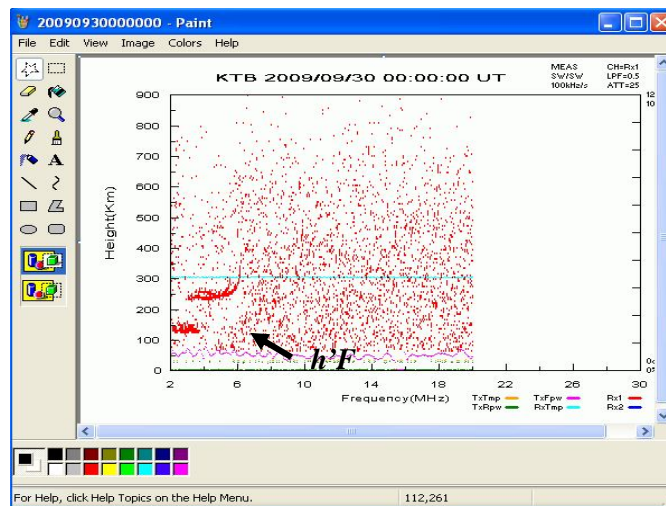 20090930000000 - Paint
File Edit View Image Colors Help
KTB 2009/09/30 00:00:00 UT
MEAS CH=Rx1
SW/SW LPF=0.5
100kHz/s ATT=25
900
800
700
600
500
400
300
200
100
0
Height(Km)
12
10
h'F
2 6 10 14 18 22 26 30
Frequency(MHz)
TxTmp TxFpw Rx1
TxRpw RxTmp Rx2
For Help, click Help Topics on the Help Menu.
112,261